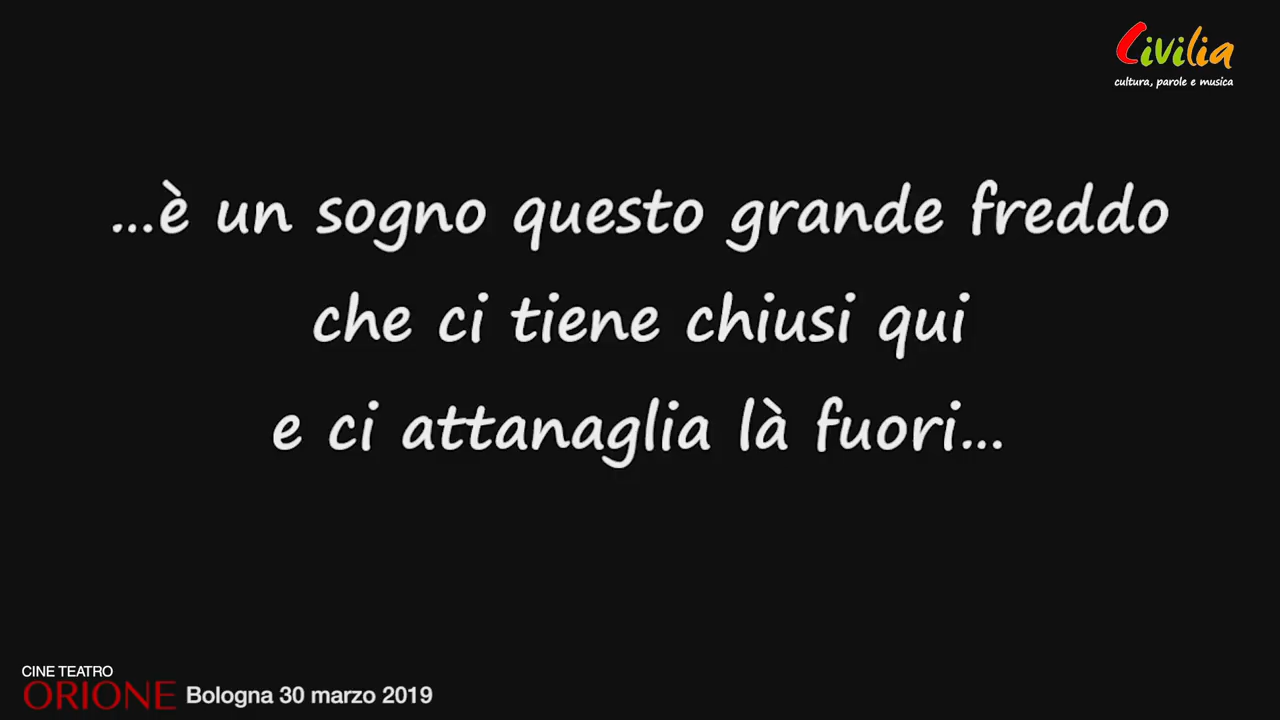 Civilia
cultura, parole e musica
...è un sogno questo grande freddo
che ci tiene chiusi qui
e ci attanaglia là fuori...
CINE TEATRO
ORIONE Bologna 30 marzo 2019